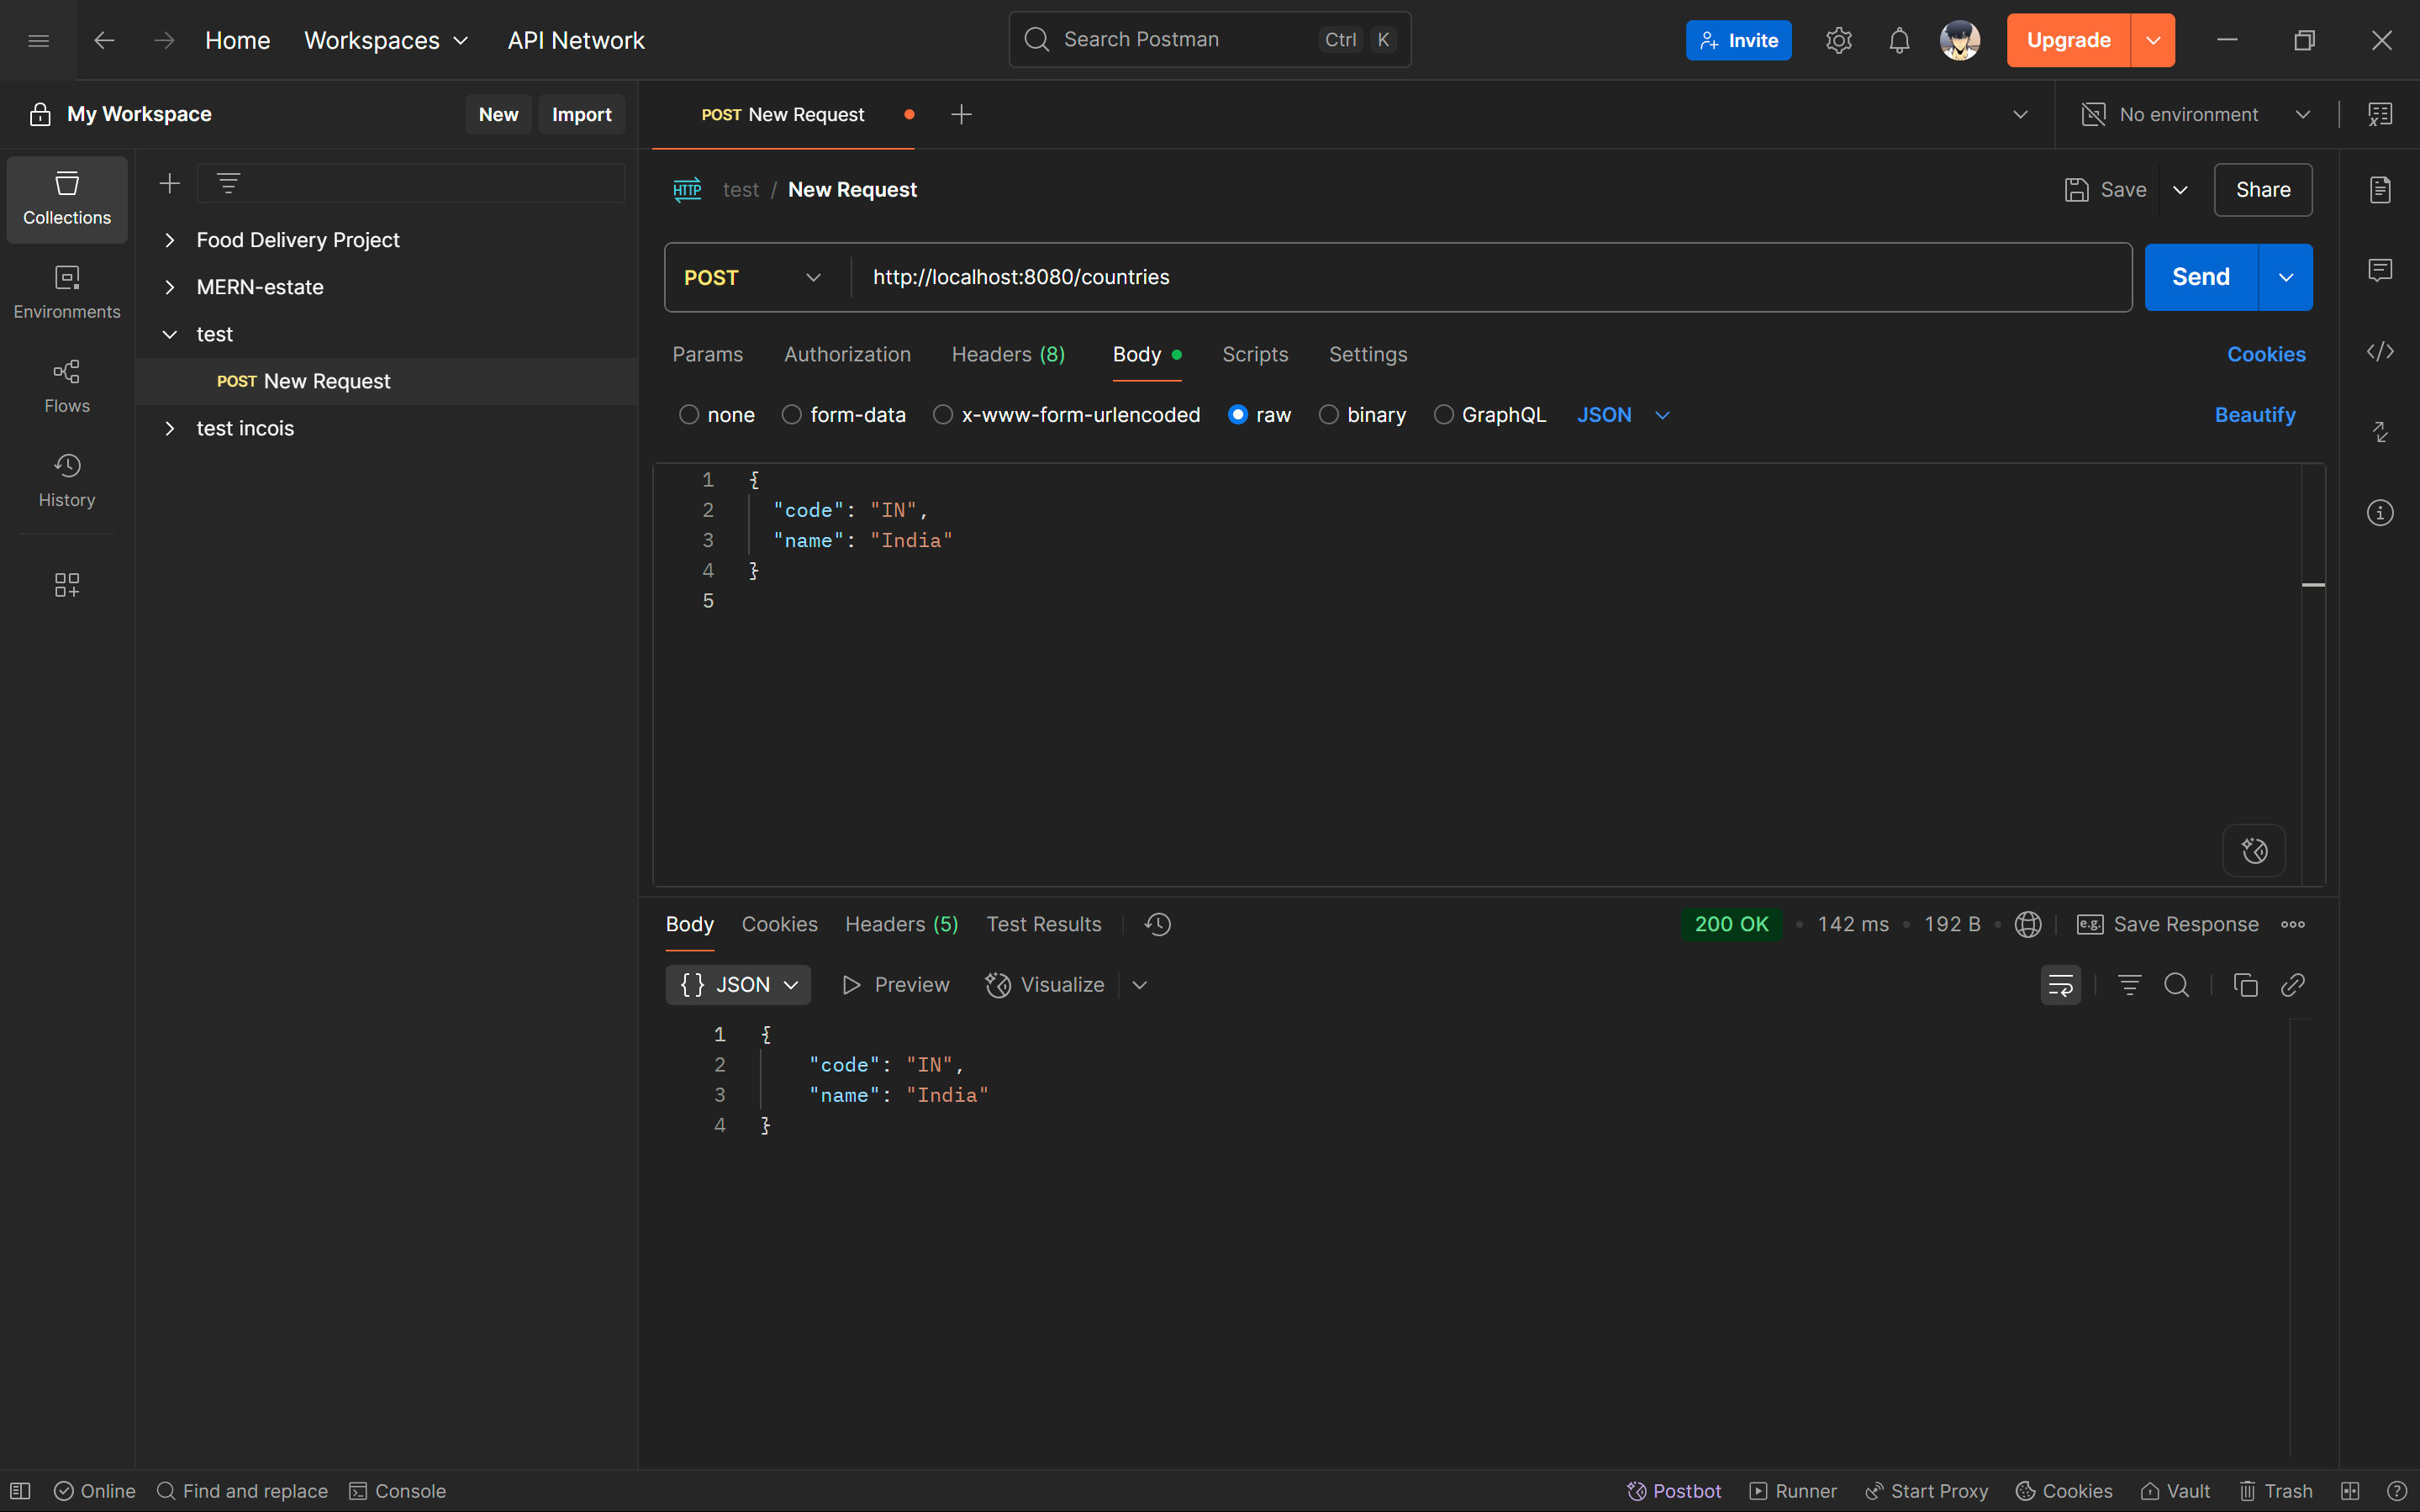 Home Workspaces API Network Search Postman Ctrl K Invite Upgrade
My Workspace New Import POST New Request No environment
Collections
Environments
Flows
History
Food Delivery Project
MERN-estate
test
POST New Request
test incois
HTTP test / New Request Save Share
POST http://localhost:8080/countries Send
Params Authorization Headers (8) Body Scripts Settings Cookies
none form-data x-www-form-urlencoded raw binary GraphQL JSON Beautify
1 {
2 "code": "IN",
3 "name": "India"
4 }
5
Body Cookies Headers (5) Test Results 200 OK • 142 ms • 192 B • e.g. Save Response
{} JSON Preview Visualize
1 {
2 "code": "IN",
3 "name": "India"
4 }
Online Find and replace Console Postbot Runner Start Proxy Cookies Vault Trash